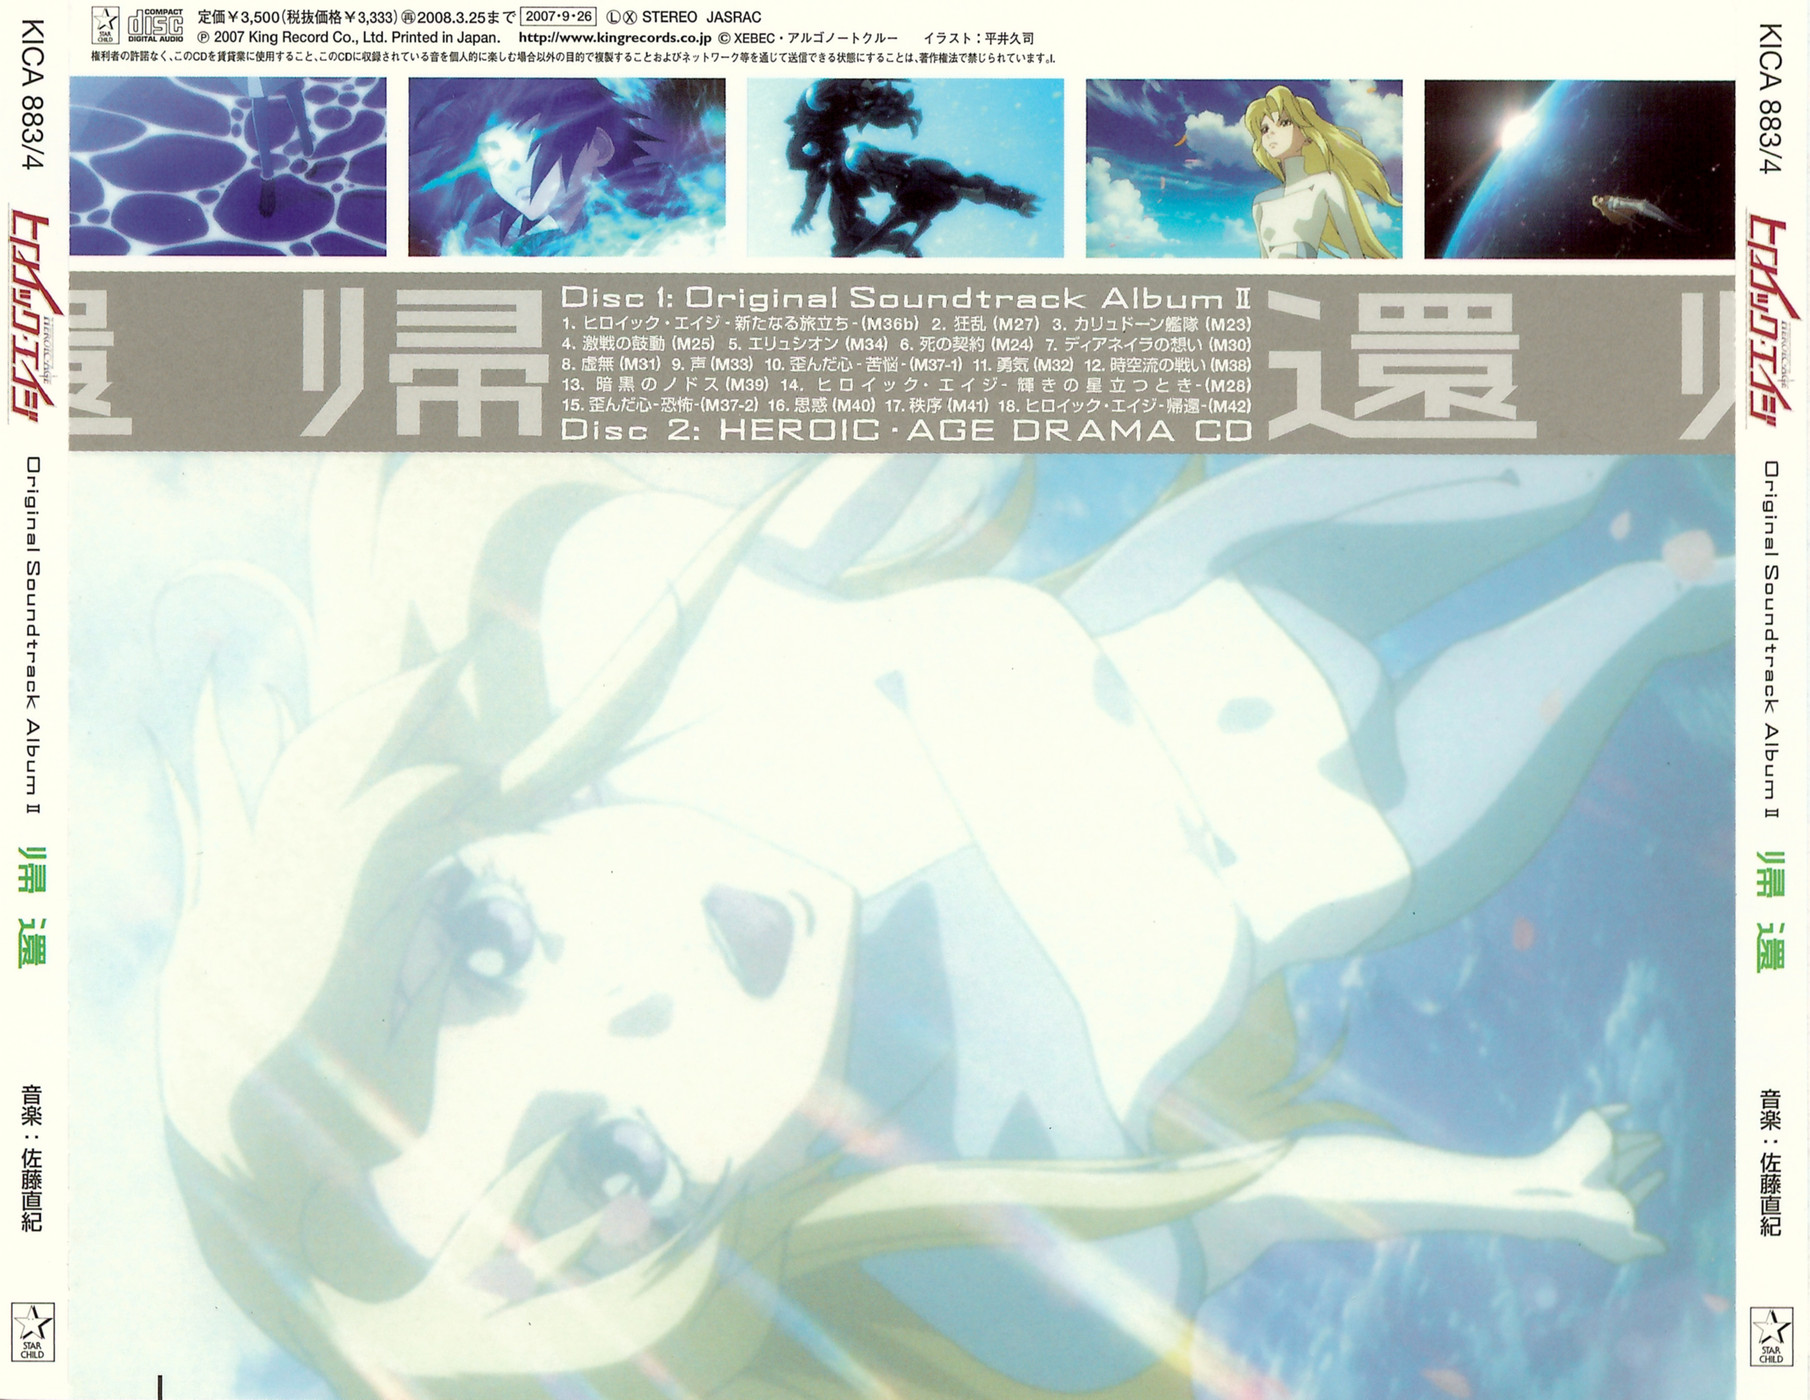 KICA 883/4
ヒロイック・エイジ
HEROIC AGE
Original Soundtrack Album Ⅱ
帰還
音楽：佐藤直紀
STAR
CHILD
STAR
CHILD
COMPACT
disc
DIGITAL AUDIO
定価￥3,500(税抜価格￥3,333) 再2008.3.25まで 2007・9・26 ⓁⓍ STEREO JASRAC
Ⓟ 2007 King Record Co., Ltd. Printed in Japan. http://www.kingrecords.co.jp © XEBEC・アルゴノートクルー イラスト：平井久司
権利者の許諾なく、このCDを賃貸業に使用すること、このCDに収録されている音を個人的に楽しむ場合以外の目的で複製することおよびネットワーク等を通じて送信できる状態にすることは、著作権法で禁じられています。I.
還 帰 還 帰
Disc 1: Original Soundtrack Album Ⅱ
1. ヒロイック・エイジ - 新たなる旅立ち - (M36b) 2. 狂乱 (M27) 3. カリュドーン艦隊 (M23)
4. 激戦の鼓動 (M25) 5. エリュシオン (M34) 6. 死の契約 (M24) 7. ディアネイラの想い (M30)
8. 虚無 (M31) 9. 声 (M33) 10. 歪んだ心 - 苦悩 - (M37-1) 11. 勇気 (M32) 12. 時空流の戦い (M38)
13. 暗黒のノドス (M39) 14. ヒロイック・エイジ - 輝きの星立つとき - (M28)
15. 歪んだ心 - 恐怖 - (M37-2) 16. 思惑 (M40) 17. 秩序 (M41) 18. ヒロイック・エイジ - 帰還 - (M42)
Disc 2: HEROIC・AGE DRAMA CD
KICA 883/4
ヒロイック・エイジ
HEROIC AGE
Original Soundtrack Album Ⅱ
帰還
音楽：佐藤直紀
STAR
CHILD